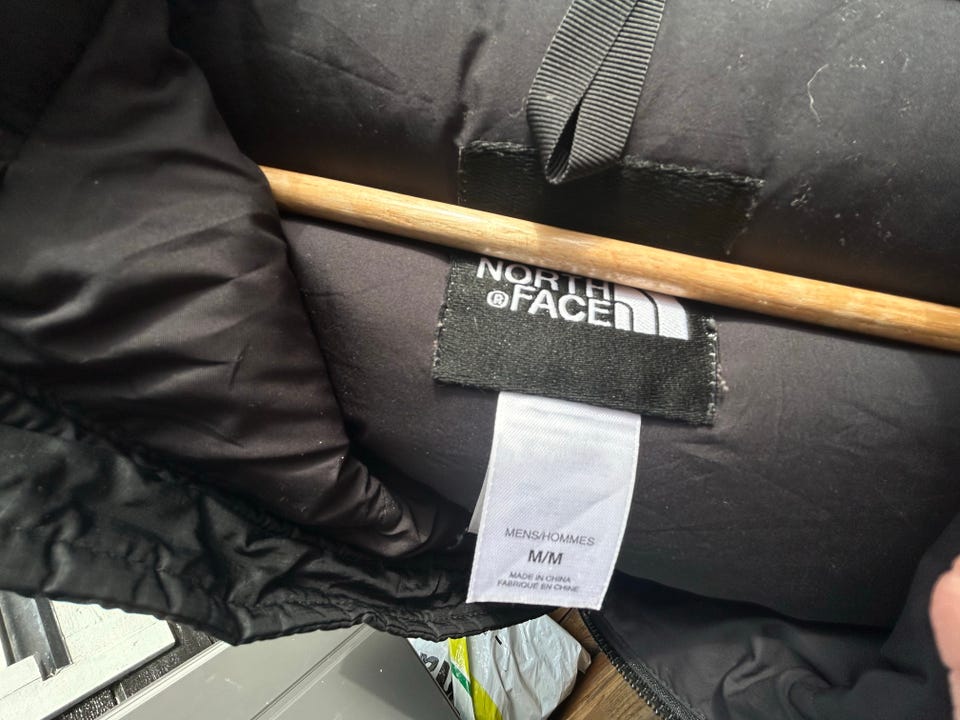 NORTH
® FACE
MENS/HOMMES
M/M
MADE IN CHINA
FABRIQUÉ EN CHINE